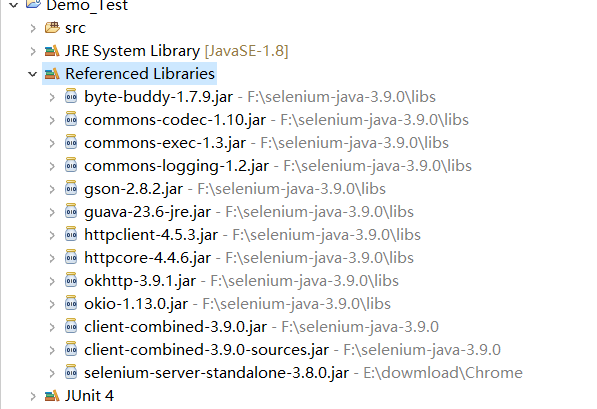 Demo_Test
src
JRE System Library [JavaSE-1.8]
Referenced Libraries
byte-buddy-1.7.9.jar - F:\selenium-java-3.9.0\libs
commons-codec-1.10.jar - F:\selenium-java-3.9.0\libs
commons-exec-1.3.jar - F:\selenium-java-3.9.0\libs
commons-logging-1.2.jar - F:\selenium-java-3.9.0\libs
gson-2.8.2.jar - F:\selenium-java-3.9.0\libs
guava-23.6-jre.jar - F:\selenium-java-3.9.0\libs
httpclient-4.5.3.jar - F:\selenium-java-3.9.0\libs
httpcore-4.4.6.jar - F:\selenium-java-3.9.0\libs
okhttp-3.9.1.jar - F:\selenium-java-3.9.0\libs
okio-1.13.0.jar - F:\selenium-java-3.9.0\libs
client-combined-3.9.0.jar - F:\selenium-java-3.9.0
client-combined-3.9.0-sources.jar - F:\selenium-java-3.9.0
selenium-server-standalone-3.8.0.jar - E:\dowmload\Chrome
JUnit 4